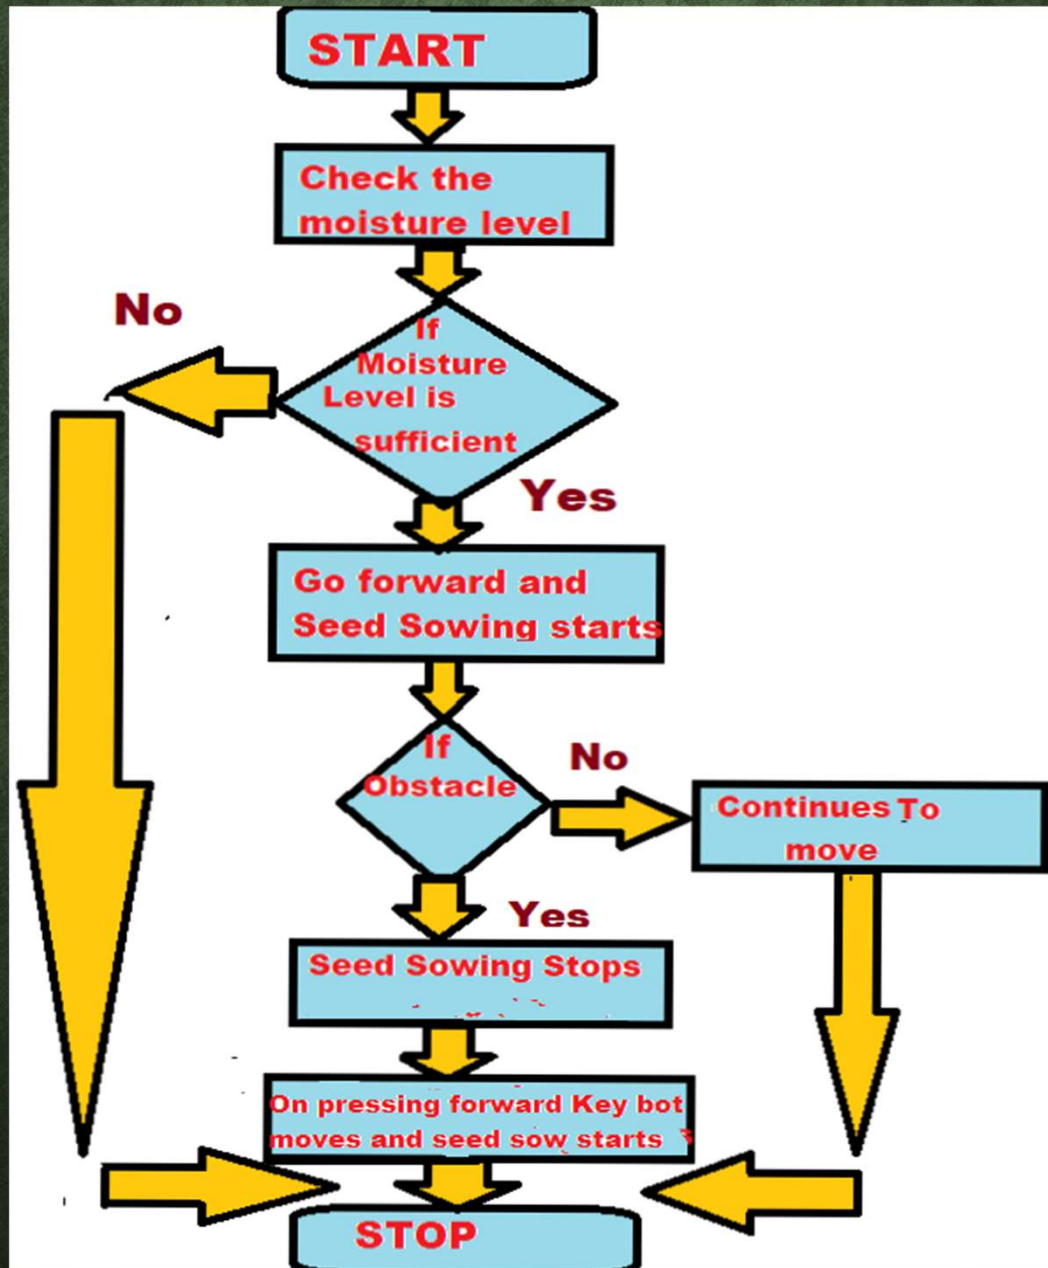 START
Check the
moisture level
No
If
Moisture
Level is
sufficient
Yes
Go forward and
Seed Sowing starts
If
Obstacle
No
Continues To
move
Yes
Seed Sowing Stops
On pressing forward Key bot
moves and seed sow starts
STOP